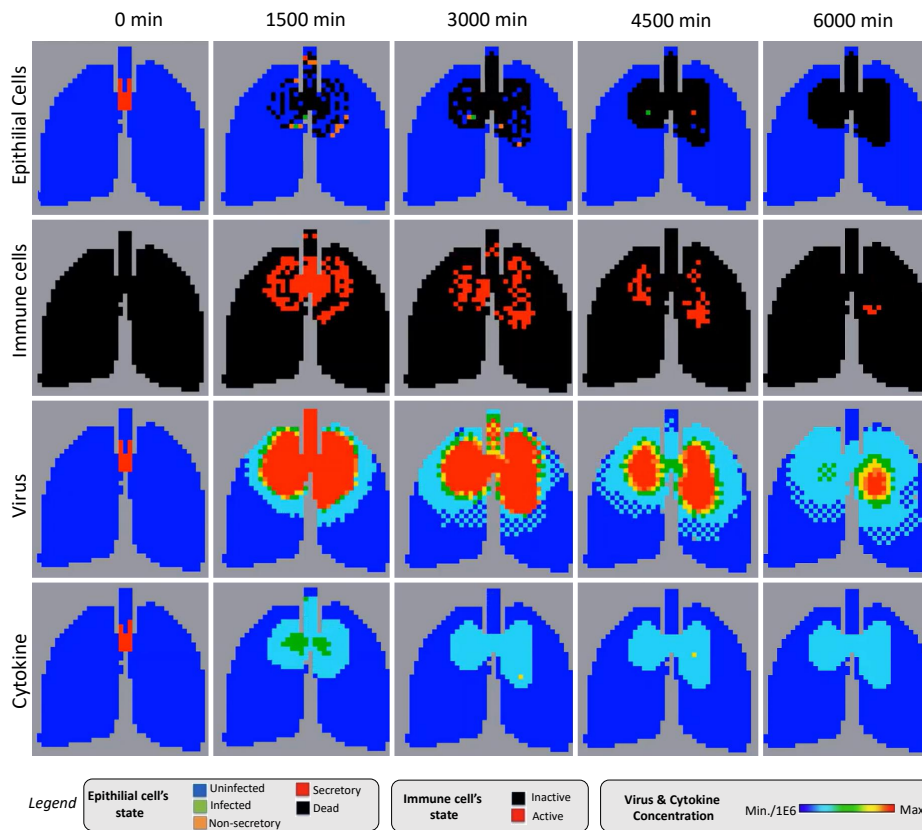 0 min
1500 min
3000 min
4500 min
6000 min
Epithilial Cells
Immune cells
Virus
Cytokine
Legend
Epithilial cell's
state
Uninfected
Infected
Non-secretory
Secretory
Dead
Immune cell's
state
Inactive
Active
Virus & Cytokine
Concentration
Min./1E6
Max